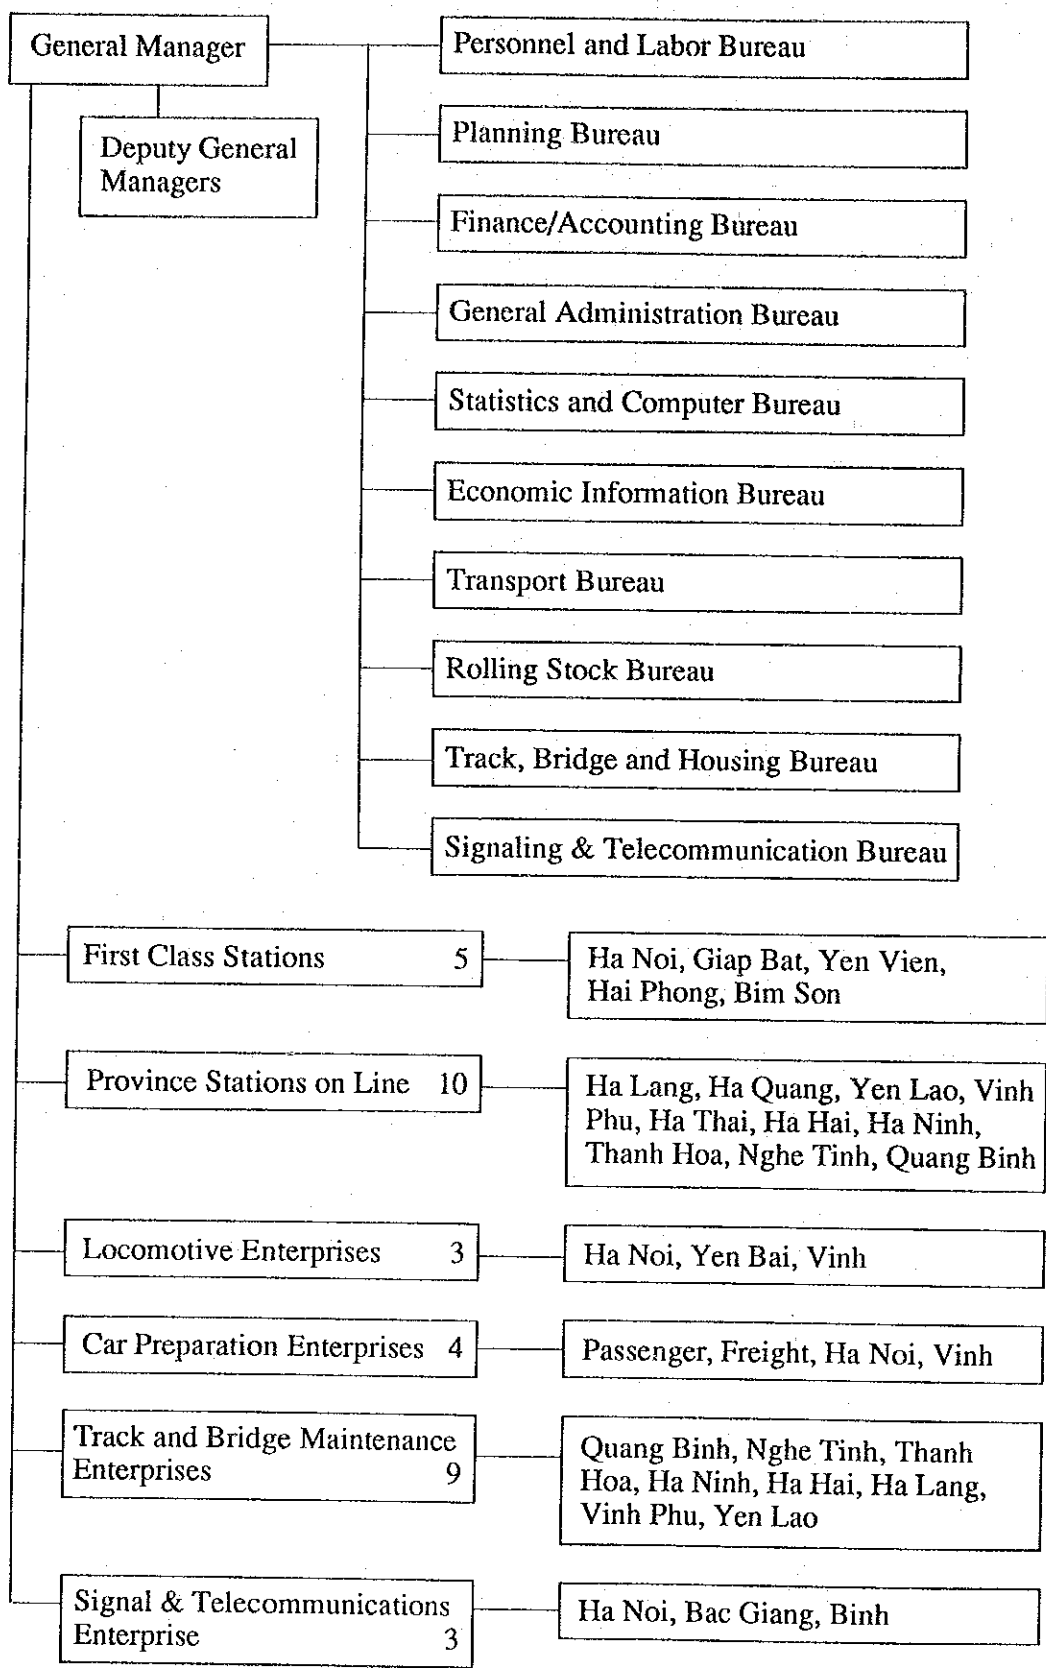 General Manager
Deputy General
Managers
Personnel and Labor Bureau
Planning Bureau
Finance/Accounting Bureau
General Administration Bureau
Statistics and Computer Bureau
Economic Information Bureau
Transport Bureau
Rolling Stock Bureau
Track, Bridge and Housing Bureau
Signaling & Telecommunication Bureau
First Class Stations 5
Ha Noi, Giap Bat, Yen Vien,
Hai Phong, Bim Son
Province Stations on Line 10
Ha Lang, Ha Quang, Yen Lao, Vinh
Phu, Ha Thai, Ha Hai, Ha Ninh,
Thanh Hoa, Nghe Tinh, Quang Binh
Locomotive Enterprises 3
Ha Noi, Yen Bai, Vinh
Car Preparation Enterprises 4
Passenger, Freight, Ha Noi, Vinh
Track and Bridge Maintenance
Enterprises 9
Quang Binh, Nghe Tinh, Thanh
Hoa, Ha Ninh, Ha Hai, Ha Lang,
Vinh Phu, Yen Lao
Signal & Telecommunications
Enterprise 3
Ha Noi, Bac Giang, Binh